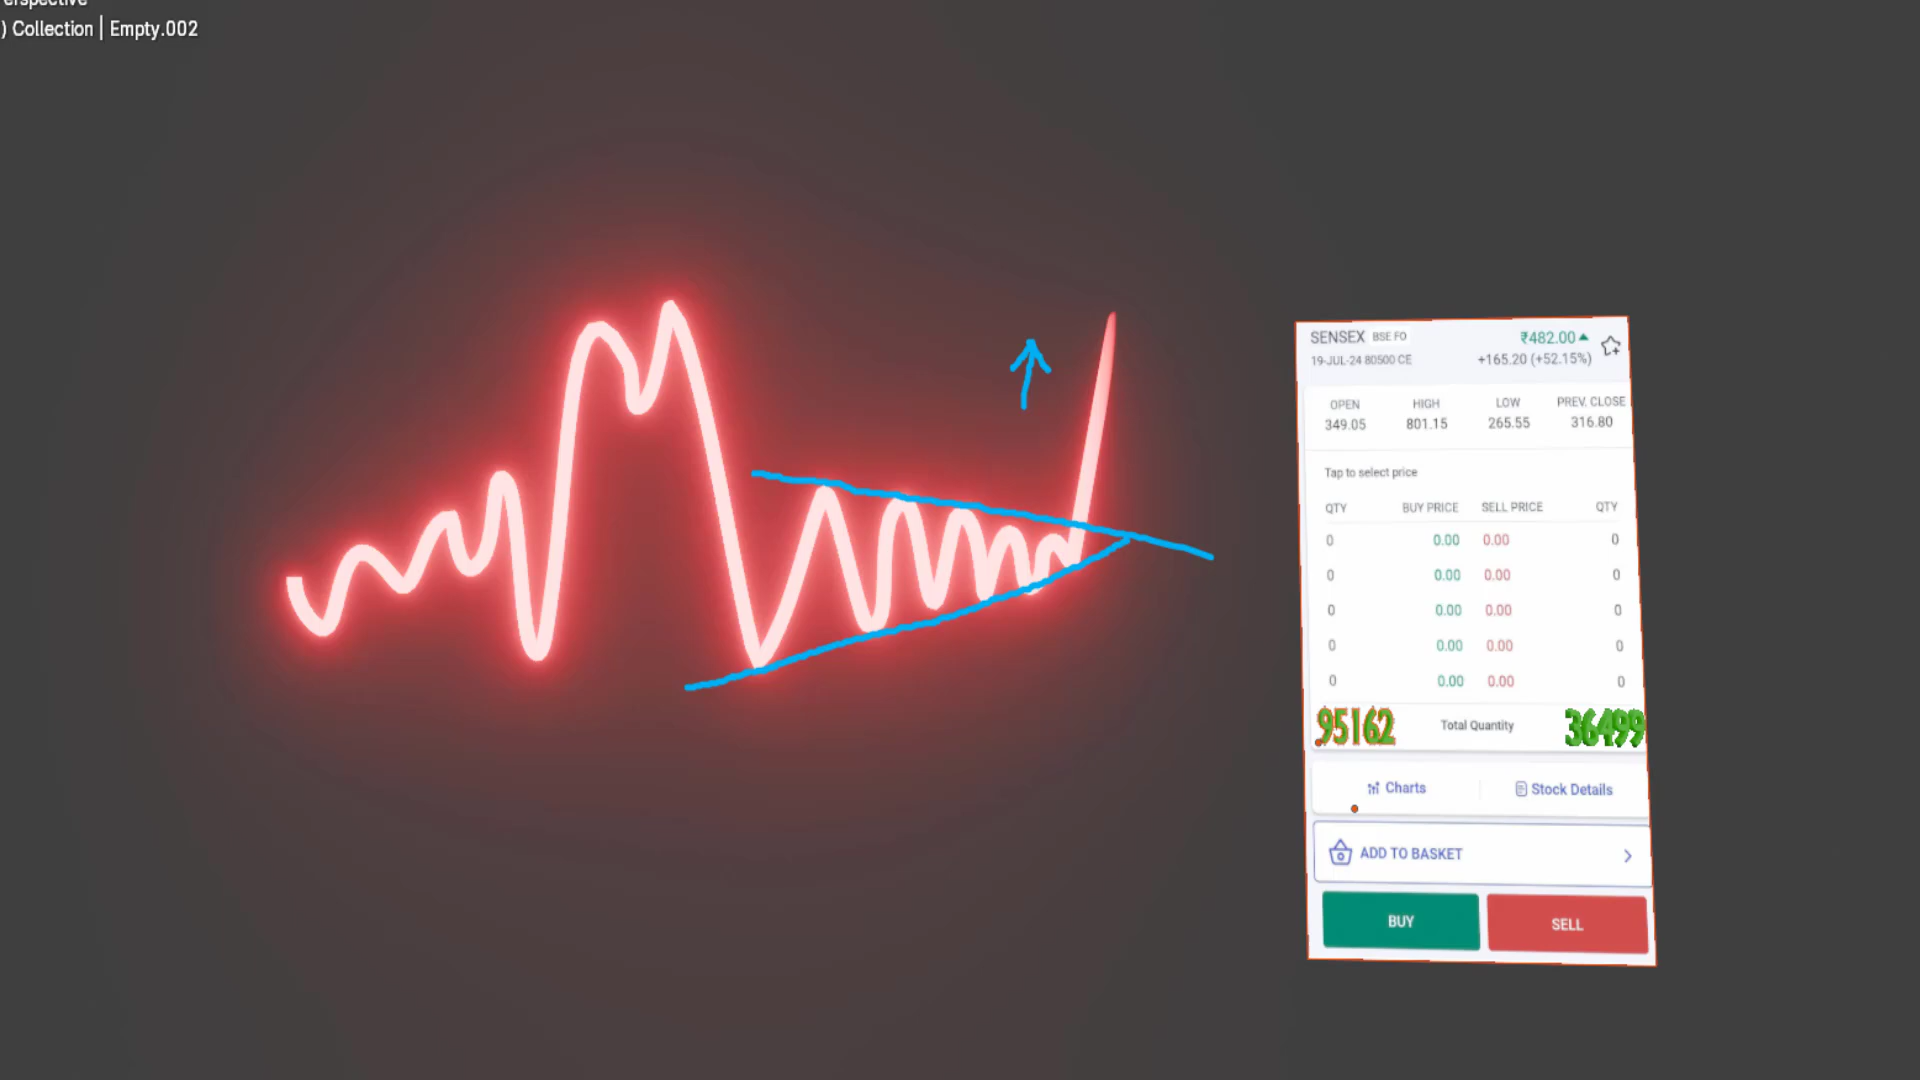 erspective
) Collection | Empty.002
SENSEX BSE FO ₹482.00
19-JUL-24 80500 CE +165.20 (+52.15%)
OPEN HIGH LOW PREV. CLOSE
349.05 801.15 265.55 316.80
Tap to select price
QTY BUY PRICE SELL PRICE QTY
0 0.00 0.00 0
0 0.00 0.00 0
0 0.00 0.00 0
0 0.00 0.00 0
0 0.00 0.00 0
95162 Total Quantity 36499
Charts Stock Details
ADD TO BASKET
BUY SELL